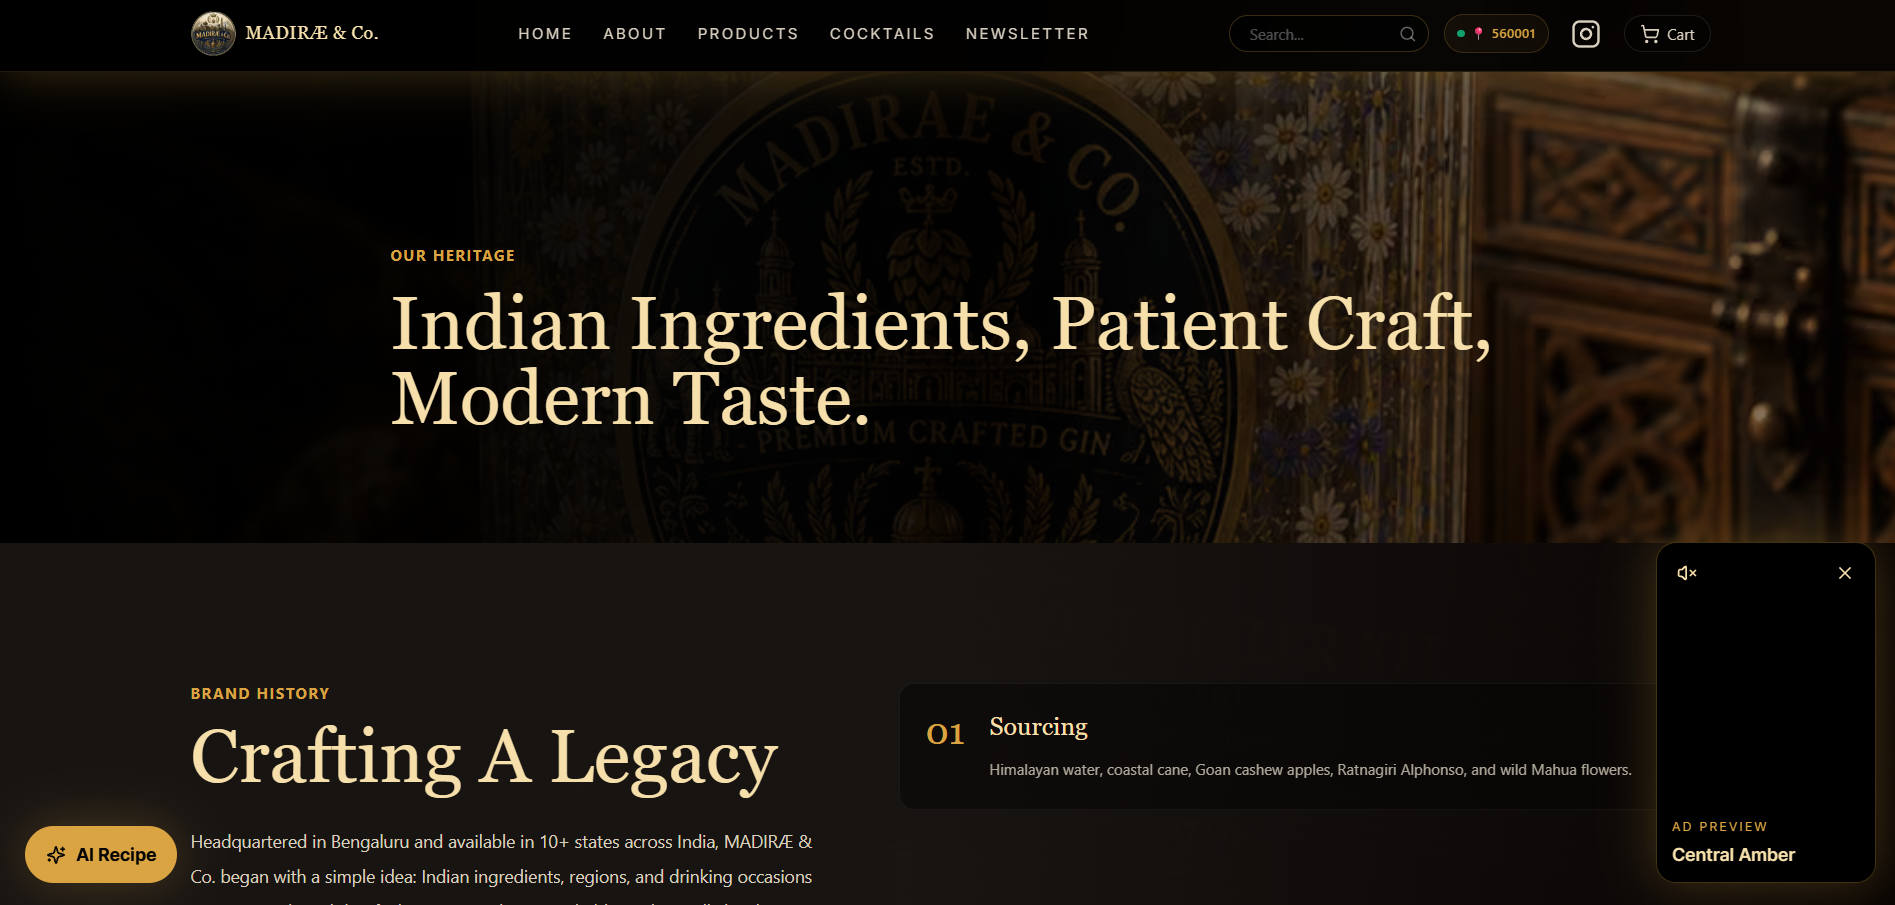 MADIRÆ & Co.
HOME
ABOUT
PRODUCTS
COCKTAILS
NEWSLETTER
Search...
560001
Cart
MADIRAE & CO.
ESTD.
PREMIUM CRAFTED GIN
OUR HERITAGE
Indian Ingredients, Patient Craft,
Modern Taste.
BRAND HISTORY
Crafting A Legacy
Headquartered in Bengaluru and available in 10+ states across India, MADIRÆ &
Co. began with a simple idea: Indian ingredients, regions, and drinking occasions
01
Sourcing
Himalayan water, coastal cane, Goan cashew apples, Ratnagiri Alphonso, and wild Mahua flowers.
AD PREVIEW
Central Amber
AI Recipe